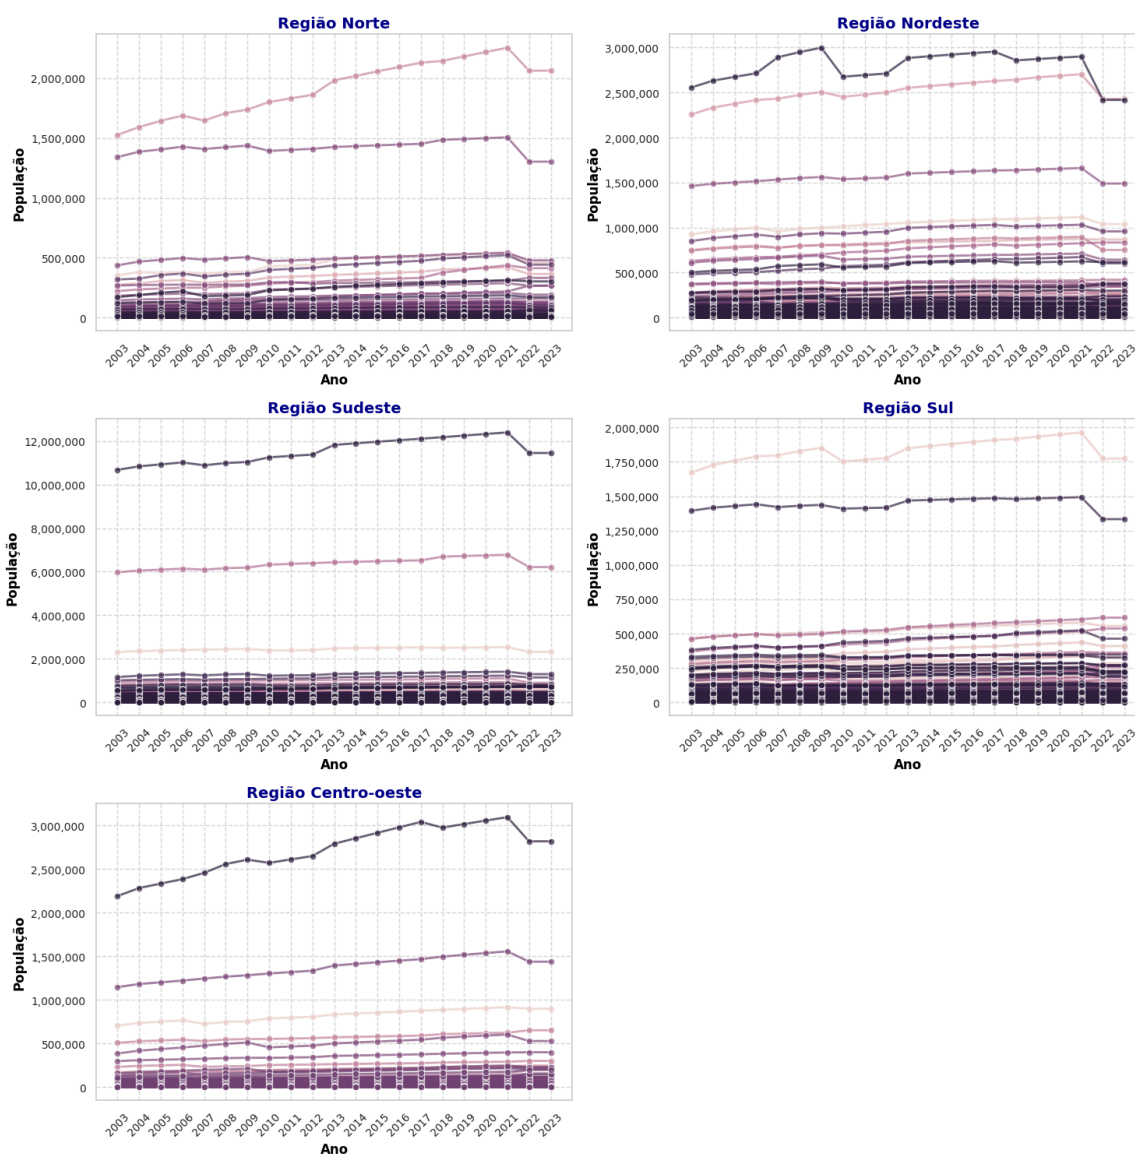 Região Norte
População
2,000,000
1,500,000
1,000,000
500,000
0
2003 2004 2005 2006 2007 2008 2009 2010 2011 2012 2013 2014 2015 2016 2017 2018 2019 2020 2021 2022 2023
Ano
Região Nordeste
População
3,000,000
2,500,000
2,000,000
1,500,000
1,000,000
500,000
0
2003 2004 2005 2006 2007 2008 2009 2010 2011 2012 2013 2014 2015 2016 2017 2018 2019 2020 2021 2022 2023
Ano
Região Sudeste
População
12,000,000
10,000,000
8,000,000
6,000,000
4,000,000
2,000,000
0
2003 2004 2005 2006 2007 2008 2009 2010 2011 2012 2013 2014 2015 2016 2017 2018 2019 2020 2021 2022 2023
Ano
Região Sul
População
2,000,000
1,750,000
1,500,000
1,250,000
1,000,000
750,000
500,000
250,000
0
2003 2004 2005 2006 2007 2008 2009 2010 2011 2012 2013 2014 2015 2016 2017 2018 2019 2020 2021 2022 2023
Ano
Região Centro-oeste
População
3,000,000
2,500,000
2,000,000
1,500,000
1,000,000
500,000
0
2003 2004 2005 2006 2007 2008 2009 2010 2011 2012 2013 2014 2015 2016 2017 2018 2019 2020 2021 2022 2023
Ano